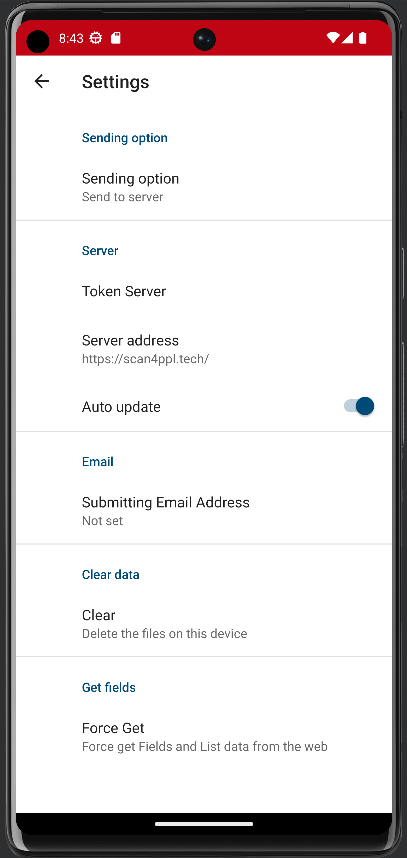 8:43
Settings
Sending option
Sending option
Send to server
Server
Token Server
Server address
https://scan4ppl.tech/
Auto update
Email
Submitting Email Address
Not set
Clear data
Clear
Delete the files on this device
Get fields
Force Get
Force get Fields and List data from the web